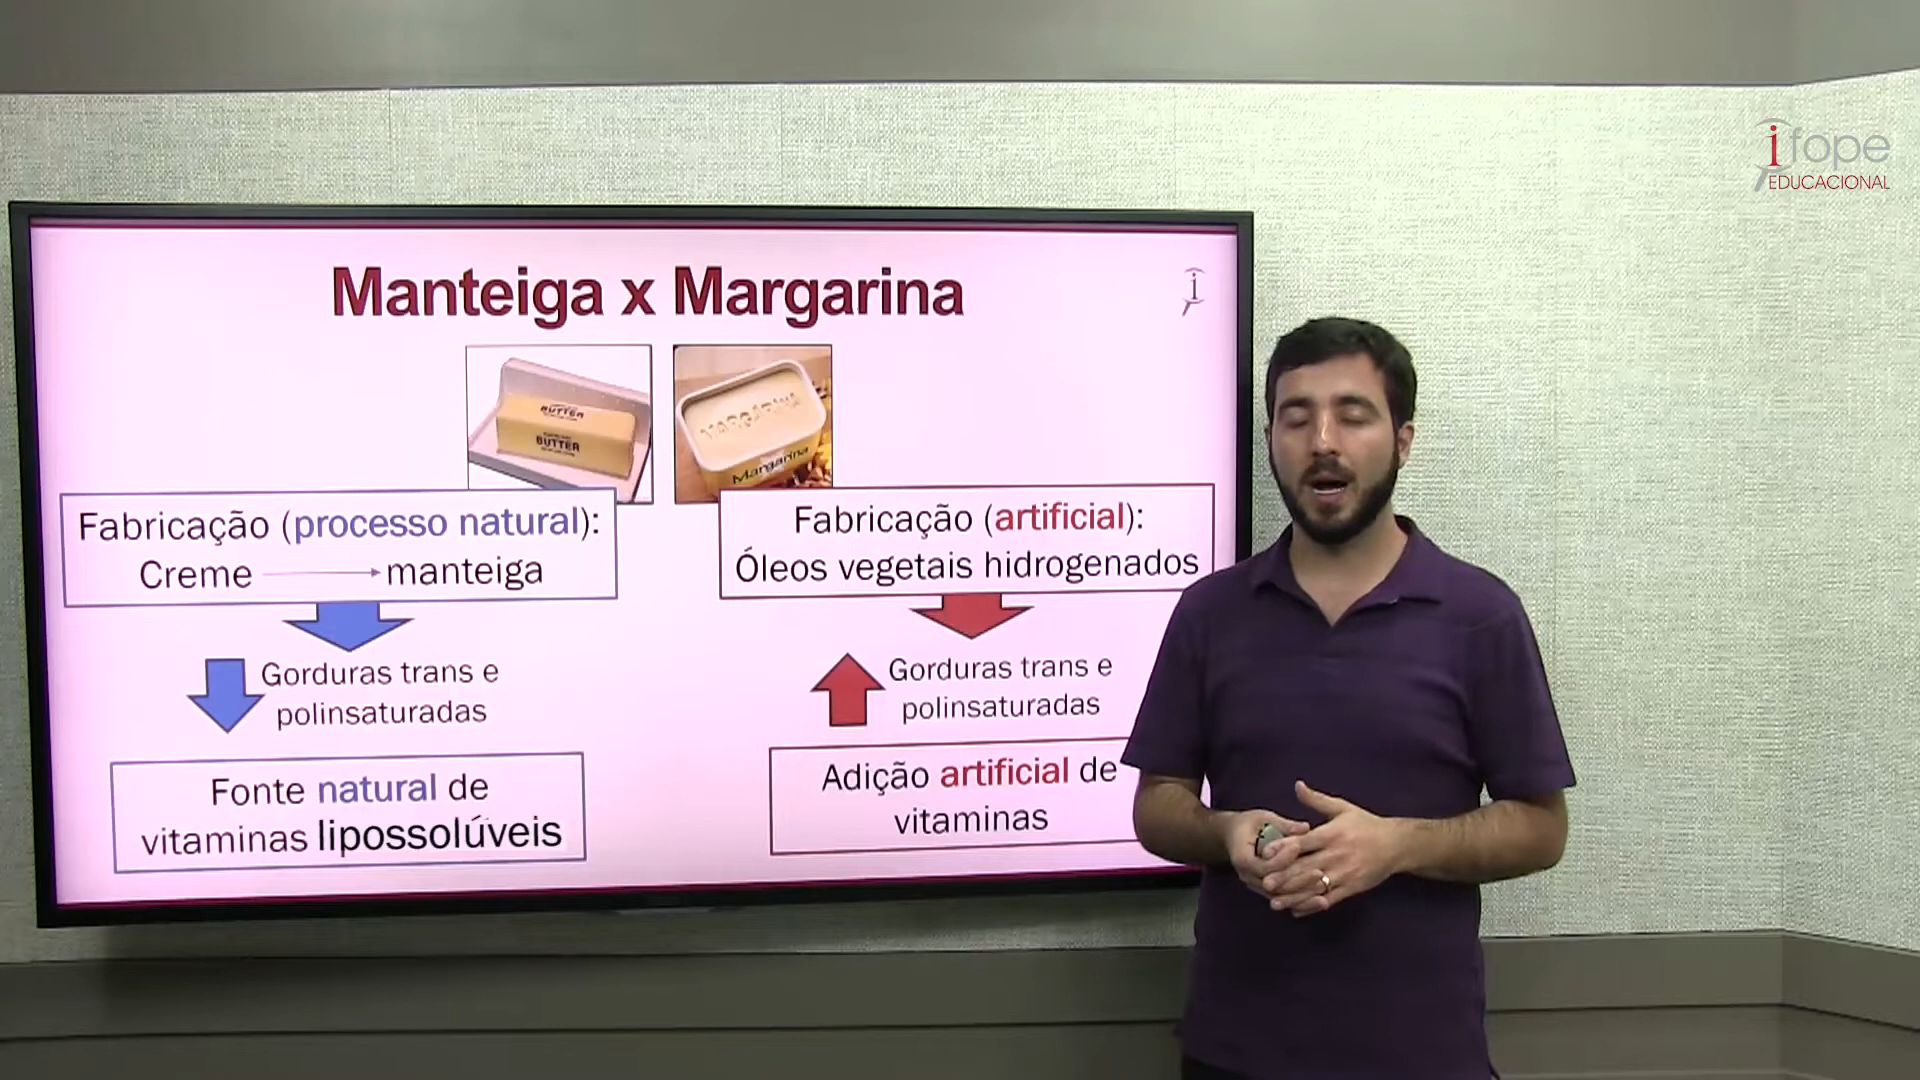 ifope
EDUCACIONAL
Manteiga x Margarina
i
BUTTER
BUTTER
MARGARINA
Margarina
Fabricação (processo natural):
Creme → manteiga
Fabricação (artificial):
Óleos vegetais hidrogenados
Gorduras trans e
polinsaturadas
Gorduras trans e
polinsaturadas
Fonte natural de
vitaminas lipossolúveis
Adição artificial de
vitaminas